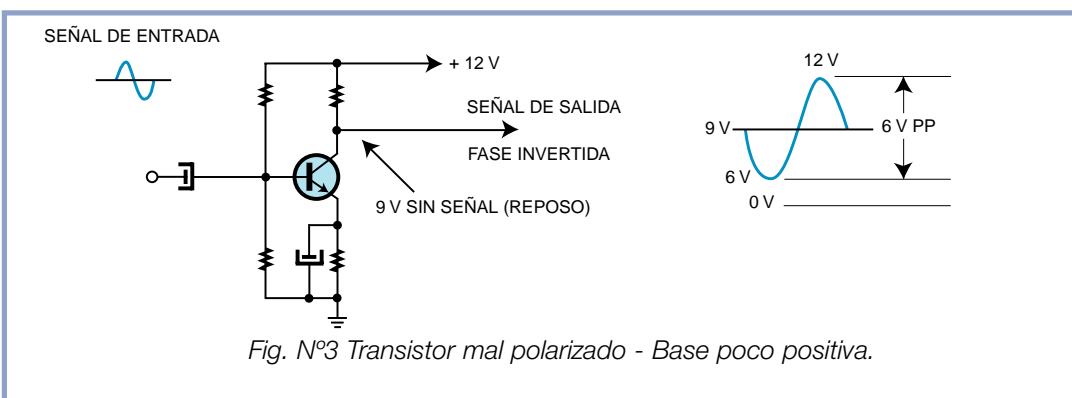 SEÑAL DE ENTRADA
+ 12 V
SEÑAL DE SALIDA
FASE INVERTIDA
9 V SIN SEÑAL (REPOSO)
12 V
9 V
6 V PP
6 V
0 V
Fig. Nº3 Transistor mal polarizado - Base poco positiva.